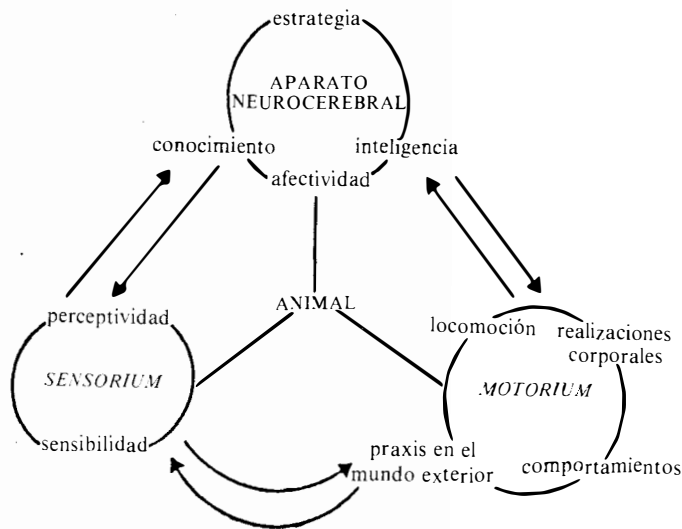 estrategia
APARATO
NEUROCEREBRAL
conocimiento
inteligencia
afectividad
ANIMAL
perceptividad
SENSORIUM
sensibilidad
locomoción
realizaciones
corporales
MOTORIUM
praxis en el
mundo exterior
comportamientos